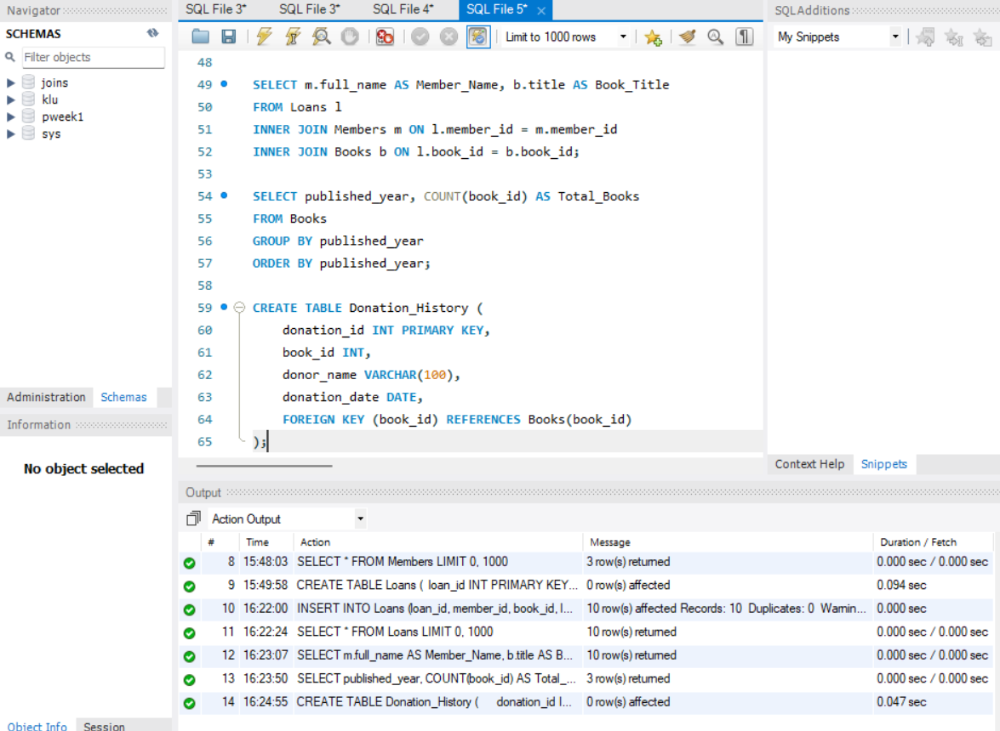 Navigator
SCHEMAS
Filter objects
joins
klu
pweek1
sys
Administration Schemas
Information
No object selected
Object Info Session
SQL File 3* SQL File 3* SQL File 4* SQL File 5*
Limit to 1000 rows
48
49 SELECT m.full_name AS Member_Name, b.title AS Book_Title
50 FROM Loans l
51 INNER JOIN Members m ON l.member_id = m.member_id
52 INNER JOIN Books b ON l.book_id = b.book_id;
53
54 SELECT published_year, COUNT(book_id) AS Total_Books
55 FROM Books
56 GROUP BY published_year
57 ORDER BY published_year;
58
59 CREATE TABLE Donation_History (
60 donation_id INT PRIMARY KEY,
61 book_id INT,
62 donor_name VARCHAR(100),
63 donation_date DATE,
64 FOREIGN KEY (book_id) REFERENCES Books(book_id)
65 );
SQLAdditions
My Snippets
Context Help Snippets
Output
Action Output
# Time Action Message Duration / Fetch
8 15:48:03 SELECT * FROM Members LIMIT 0, 1000 3 row(s) returned 0.000 sec / 0.000 sec
9 15:49:58 CREATE TABLE Loans ( loan_id INT PRIMARY KEY... 0 row(s) affected 0.094 sec
10 16:22:00 INSERT INTO Loans (loan_id, member_id, book_id, l... 10 row(s) affected Records: 10 Duplicates: 0 Warnin... 0.000 sec
11 16:22:24 SELECT * FROM Loans LIMIT 0, 1000 10 row(s) returned 0.000 sec / 0.000 sec
12 16:23:07 SELECT m.full_name AS Member_Name, b.title AS B... 10 row(s) returned 0.000 sec / 0.000 sec
13 16:23:50 SELECT published_year, COUNT(book_id) AS Total_... 3 row(s) returned 0.000 sec / 0.000 sec
14 16:24:55 CREATE TABLE Donation_History ( donation_id I... 0 row(s) affected 0.047 sec